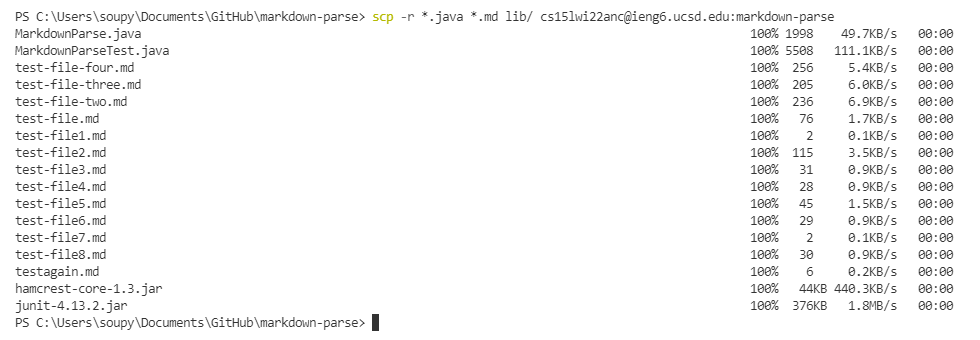 PS C:\Users\soupy\Documents\GitHub\markdown-parse> scp -r *.java *.md lib/ cs15lwi22anc@ieng6.ucsd.edu:markdown-parse
MarkdownParse.java 100% 1998 49.7KB/s 00:00
MarkdownParseTest.java 100% 5508 111.1KB/s 00:00
test-file-four.md 100% 256 5.4KB/s 00:00
test-file-three.md 100% 205 6.0KB/s 00:00
test-file-two.md 100% 236 6.9KB/s 00:00
test-file.md 100% 76 1.7KB/s 00:00
test-file1.md 100% 2 0.1KB/s 00:00
test-file2.md 100% 115 3.5KB/s 00:00
test-file3.md 100% 31 0.9KB/s 00:00
test-file4.md 100% 28 0.9KB/s 00:00
test-file5.md 100% 45 1.5KB/s 00:00
test-file6.md 100% 29 0.9KB/s 00:00
test-file7.md 100% 2 0.1KB/s 00:00
test-file8.md 100% 30 0.9KB/s 00:00
testagain.md 100% 6 0.2KB/s 00:00
hamcrest-core-1.3.jar 100% 44KB 440.3KB/s 00:00
junit-4.13.2.jar 100% 376KB 1.8MB/s 00:00
PS C:\Users\soupy\Documents\GitHub\markdown-parse>